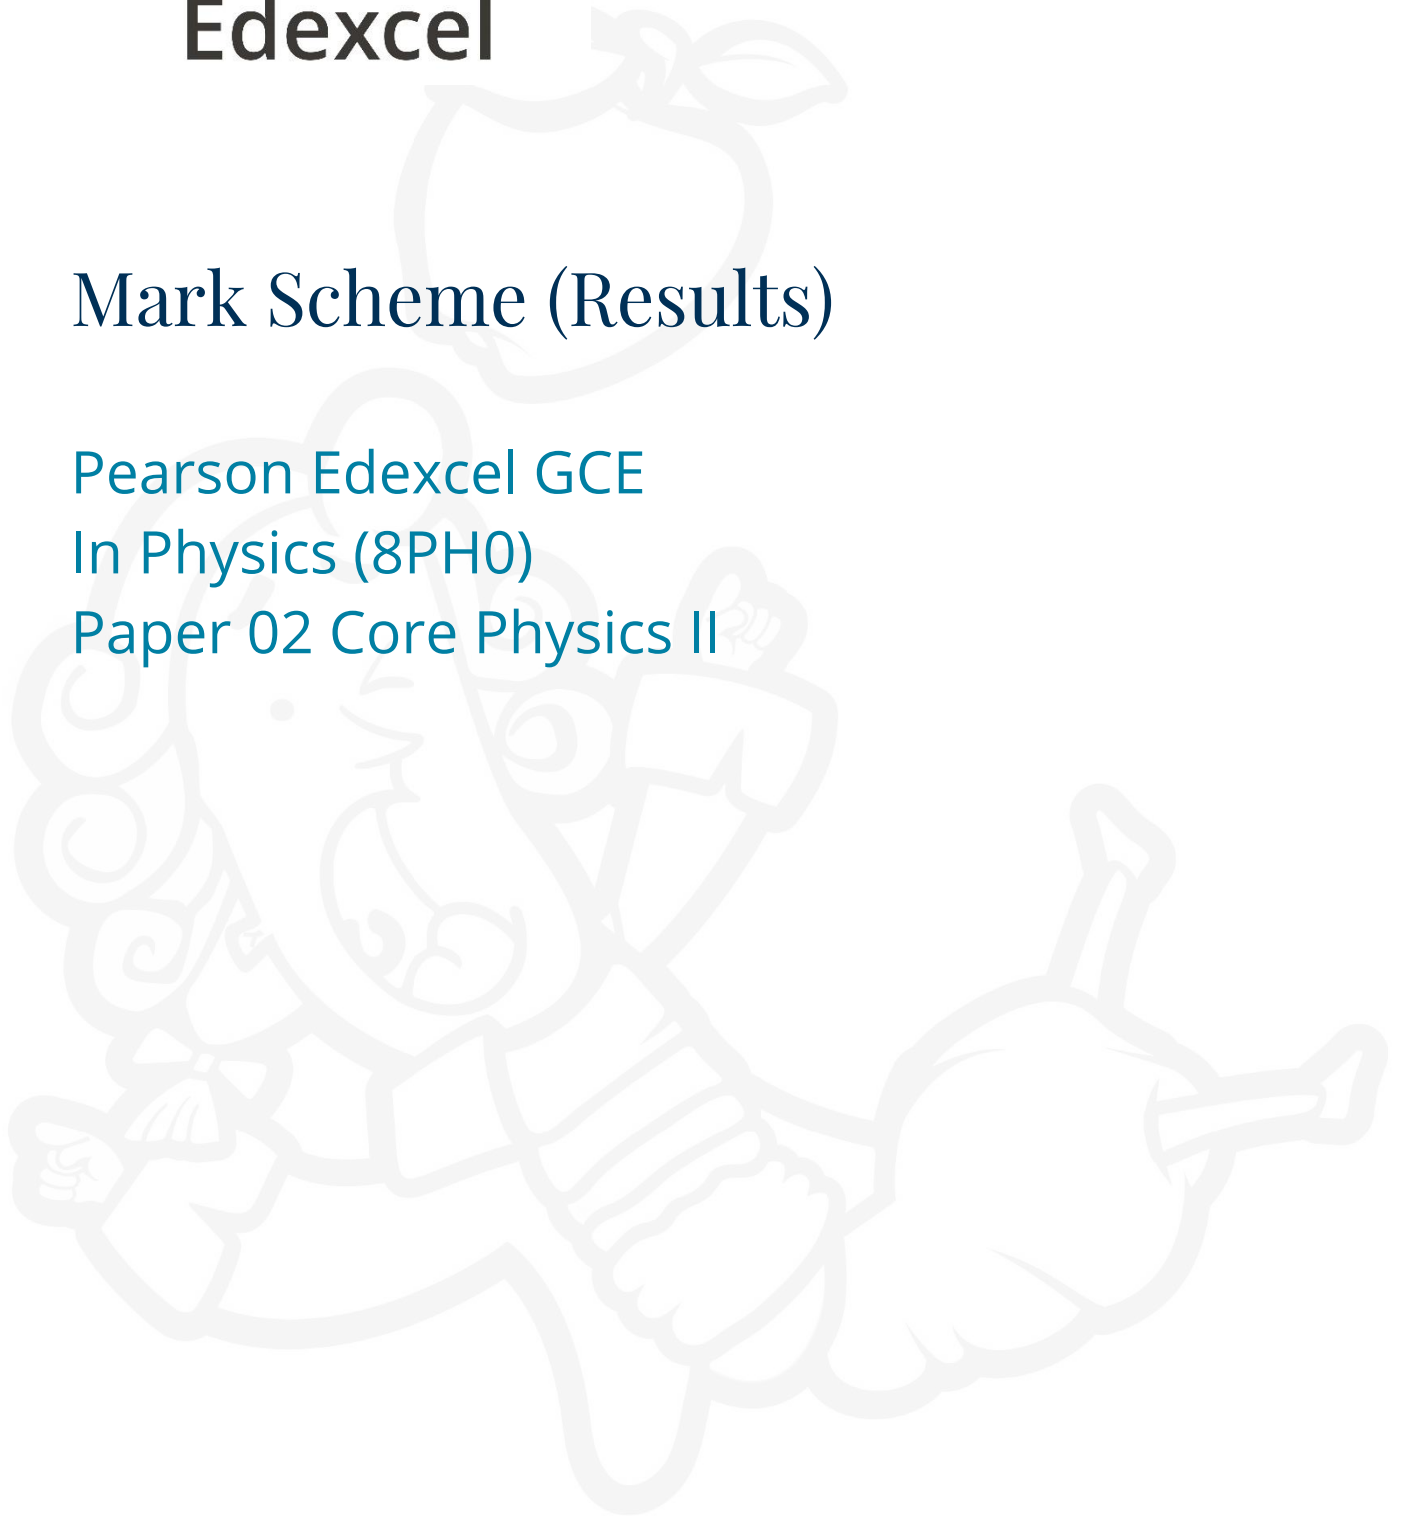 Edexcel
Mark Scheme (Results)
Pearson Edexcel GCE
In Physics (8PH0)
Paper 02 Core Physics II